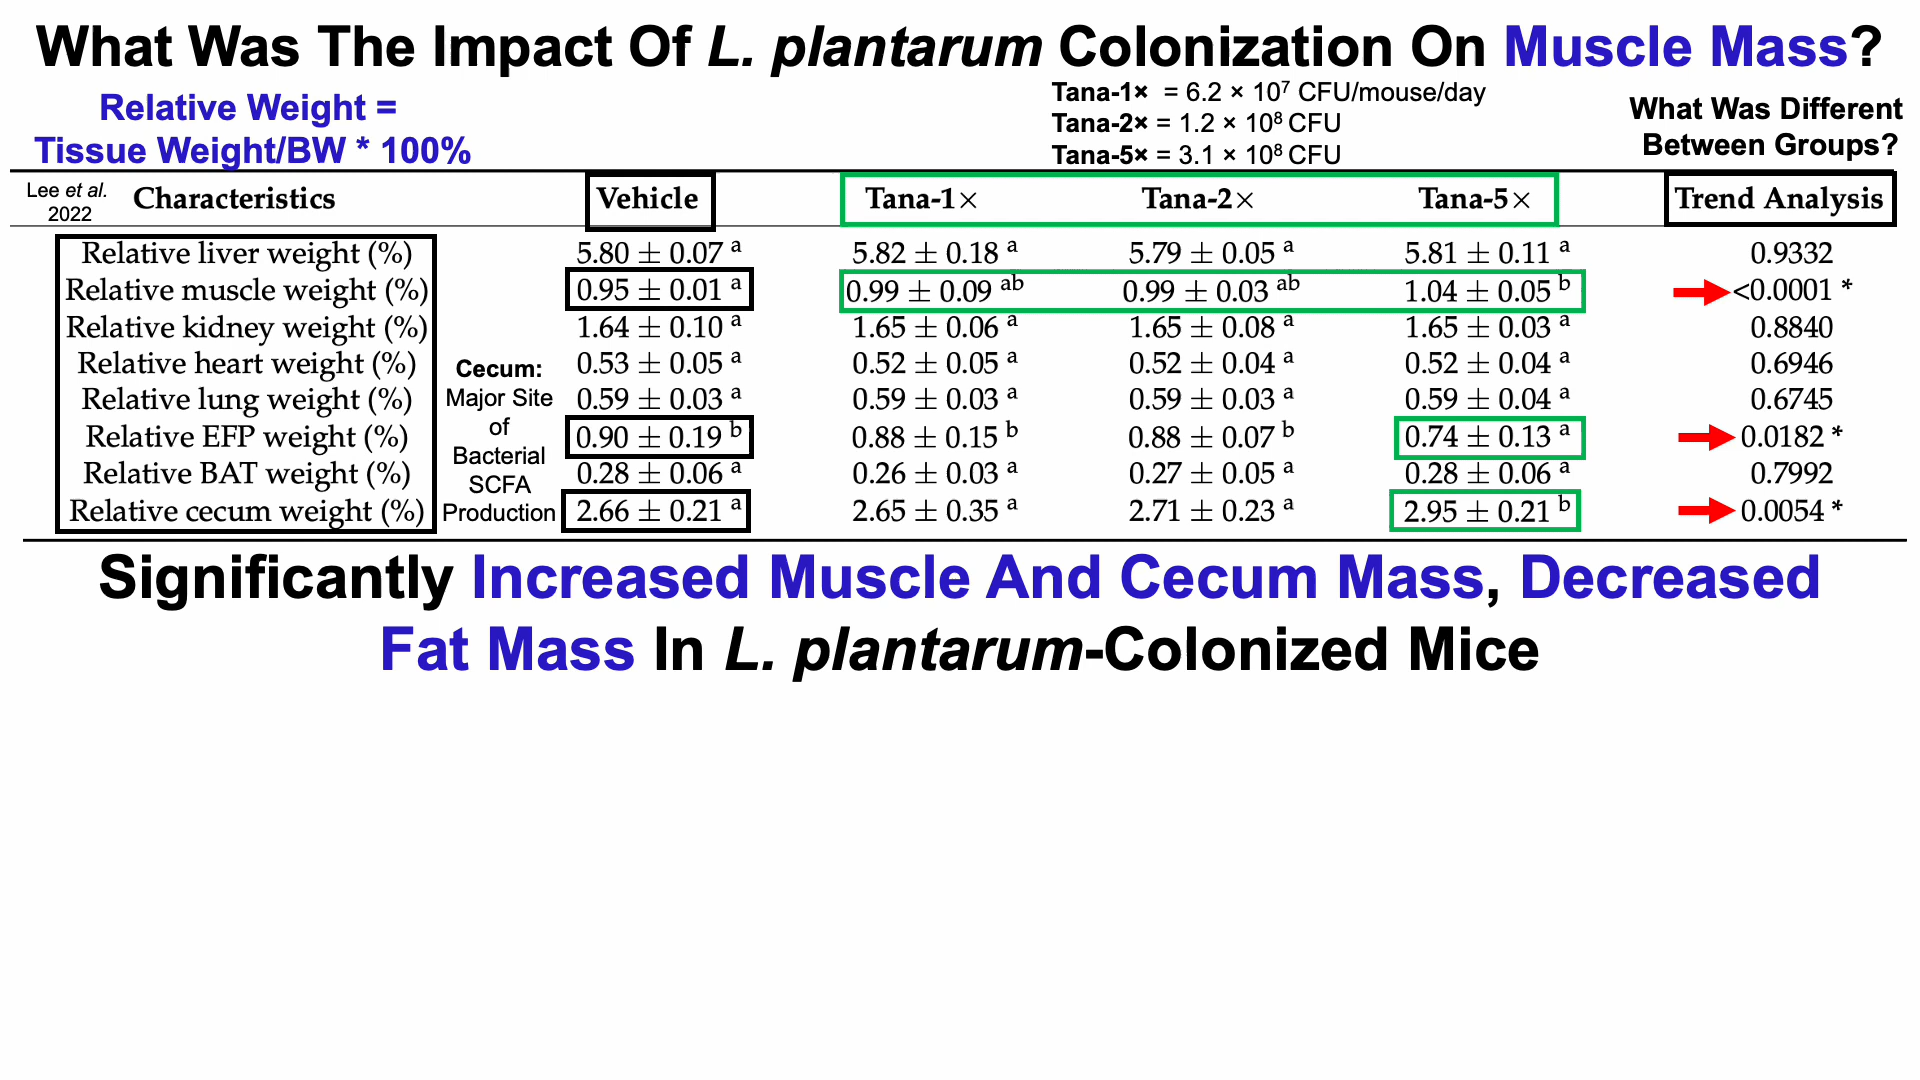 What Was The Impact Of L. plantarum Colonization On Muscle Mass?
Relative Weight =
Tissue Weight/BW * 100%
Tana-1× = 6.2 × 10⁷ CFU/mouse/day
Tana-2× = 1.2 × 10⁸ CFU
Tana-5× = 3.1 × 10⁸ CFU
What Was Different
Between Groups?
Lee et al.
2022
Characteristics Vehicle Tana-1× Tana-2× Tana-5× Trend Analysis
Relative liver weight (%) 5.80 ± 0.07 ᵃ 5.82 ± 0.18 ᵃ 5.79 ± 0.05 ᵃ 5.81 ± 0.11 ᵃ 0.9332
Relative muscle weight (%) 0.95 ± 0.01 ᵃ 0.99 ± 0.09 ᵃᵇ 0.99 ± 0.03 ᵃᵇ 1.04 ± 0.05 ᵇ <0.0001 *
Relative kidney weight (%) 1.64 ± 0.10 ᵃ 1.65 ± 0.06 ᵃ 1.65 ± 0.08 ᵃ 1.65 ± 0.03 ᵃ 0.8840
Relative heart weight (%) 0.53 ± 0.05 ᵃ 0.52 ± 0.05 ᵃ 0.52 ± 0.04 ᵃ 0.52 ± 0.04 ᵃ 0.6946
Relative lung weight (%) 0.59 ± 0.03 ᵃ 0.59 ± 0.03 ᵃ 0.59 ± 0.03 ᵃ 0.59 ± 0.04 ᵃ 0.6745
Relative EFP weight (%) 0.90 ± 0.19 ᵇ 0.88 ± 0.15 ᵇ 0.88 ± 0.07 ᵇ 0.74 ± 0.13 ᵃ 0.0182 *
Relative BAT weight (%) 0.28 ± 0.06 ᵃ 0.26 ± 0.03 ᵃ 0.27 ± 0.05 ᵃ 0.28 ± 0.06 ᵃ 0.7992
Relative cecum weight (%) 2.66 ± 0.21 ᵃ 2.65 ± 0.35 ᵃ 2.71 ± 0.23 ᵃ 2.95 ± 0.21 ᵇ 0.0054 *
Cecum:
Major Site
of
Bacterial
SCFA
Production
Significantly Increased Muscle And Cecum Mass, Decreased
Fat Mass In L. plantarum-Colonized Mice